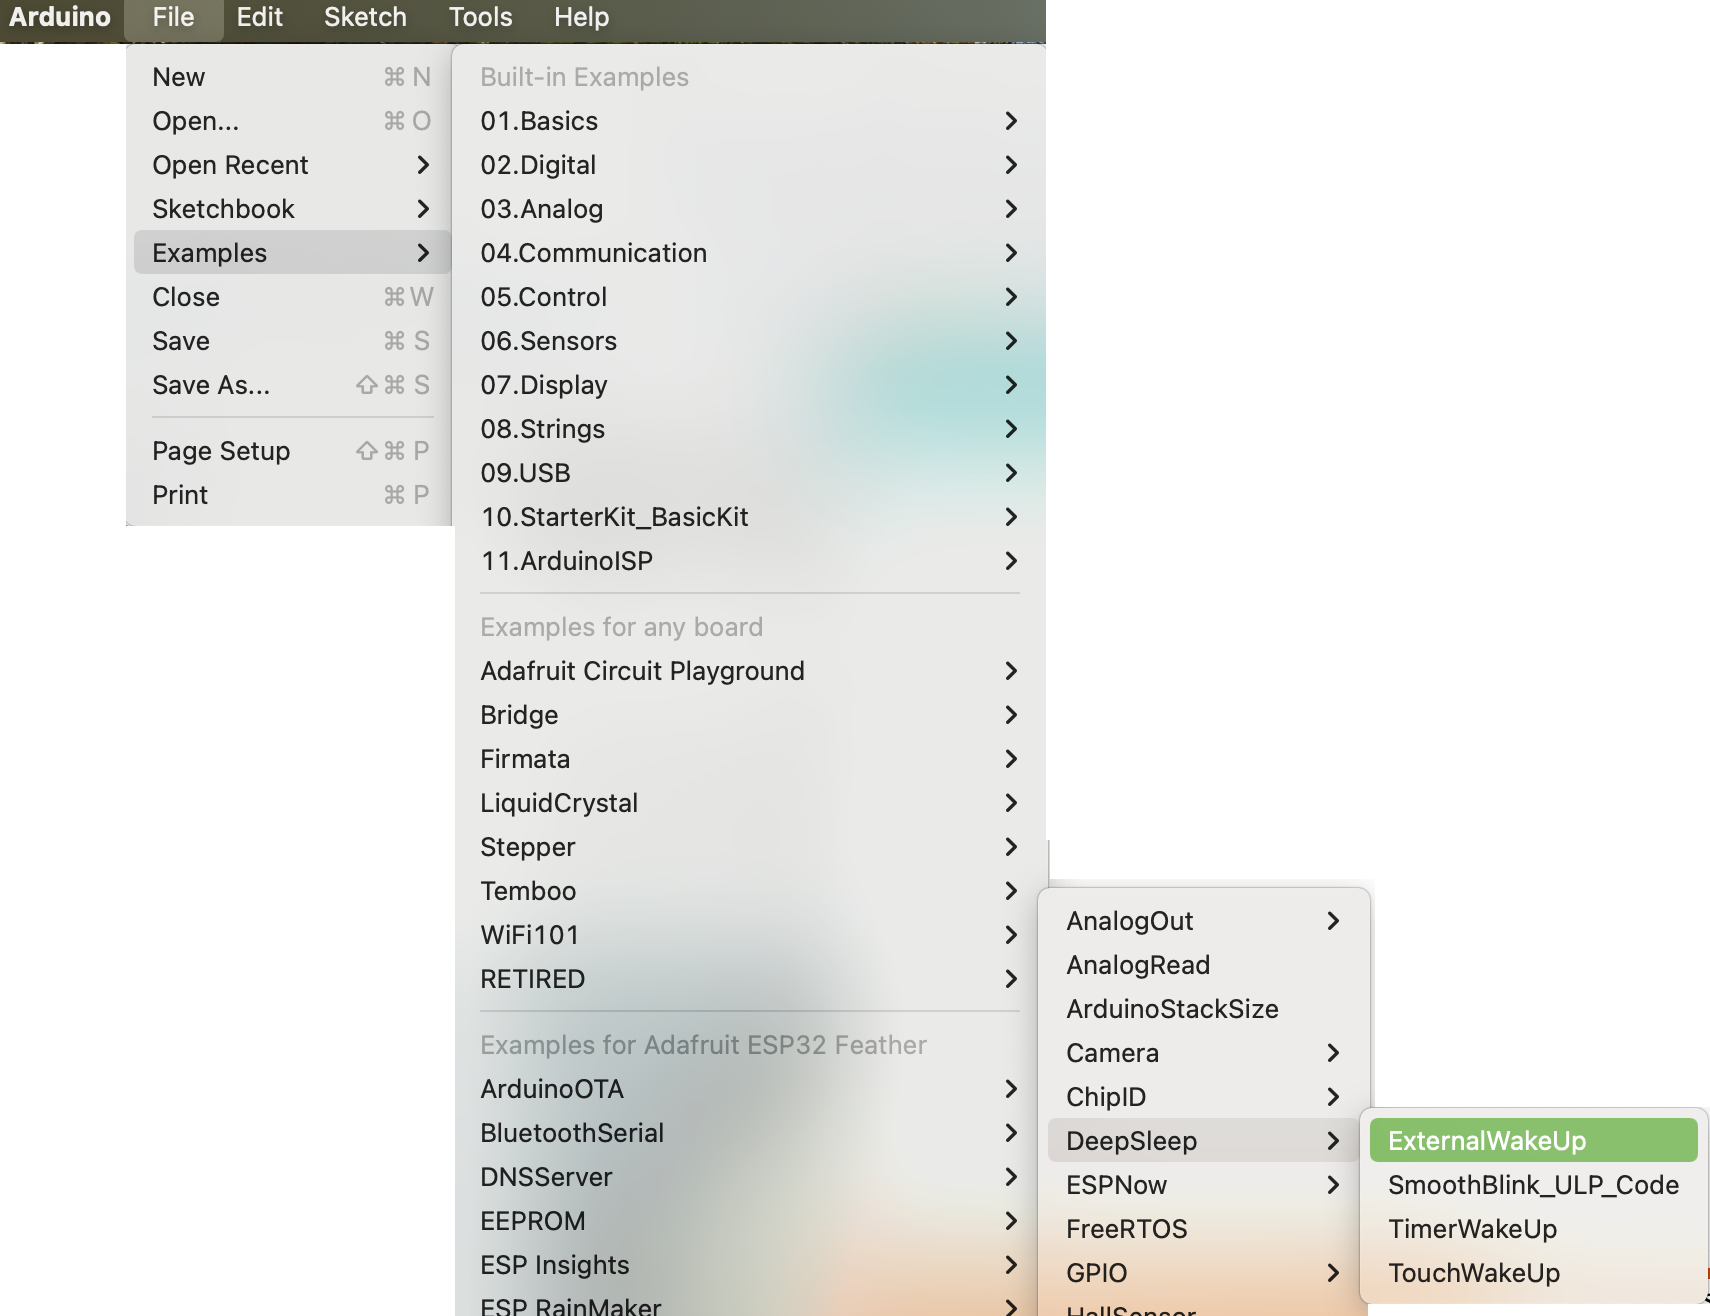 Arduino File Edit Sketch Tools Help
New ⌘ N
Open... ⌘ O
Open Recent
Sketchbook
Examples
Close ⌘ W
Save ⌘ S
Save As... ⇧⌘ S
Page Setup ⇧⌘ P
Print ⌘ P
Built-in Examples
01.Basics
02.Digital
03.Analog
04.Communication
05.Control
06.Sensors
07.Display
08.Strings
09.USB
10.StarterKit_BasicKit
11.ArduinoISP
Examples for any board
Adafruit Circuit Playground
Bridge
Firmata
LiquidCrystal
Stepper
Temboo
WiFi101
RETIRED
Examples for Adafruit ESP32 Feather
ArduinoOTA
BluetoothSerial
DNSServer
EEPROM
ESP Insights
ESP RainMaker
AnalogOut
AnalogRead
ArduinoStackSize
Camera
ChipID
DeepSleep
ESPNow
FreeRTOS
GPIO
HallSensor
ExternalWakeUp
SmoothBlink_ULP_Code
TimerWakeUp
TouchWakeUp